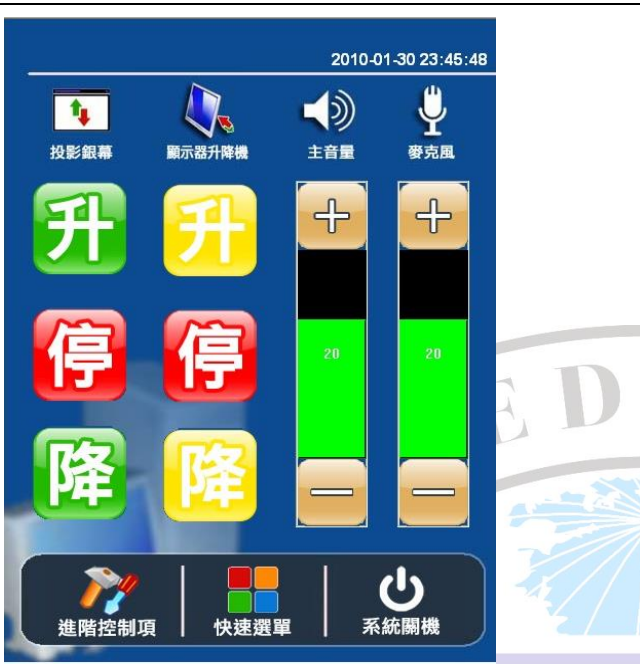 2010-01-30 23:45:48
投影銀幕 顯示器升降機 主音量 麥克風
升 升
停 停 20 20
降 降
進階控制項 快速選單 系統關機
E D